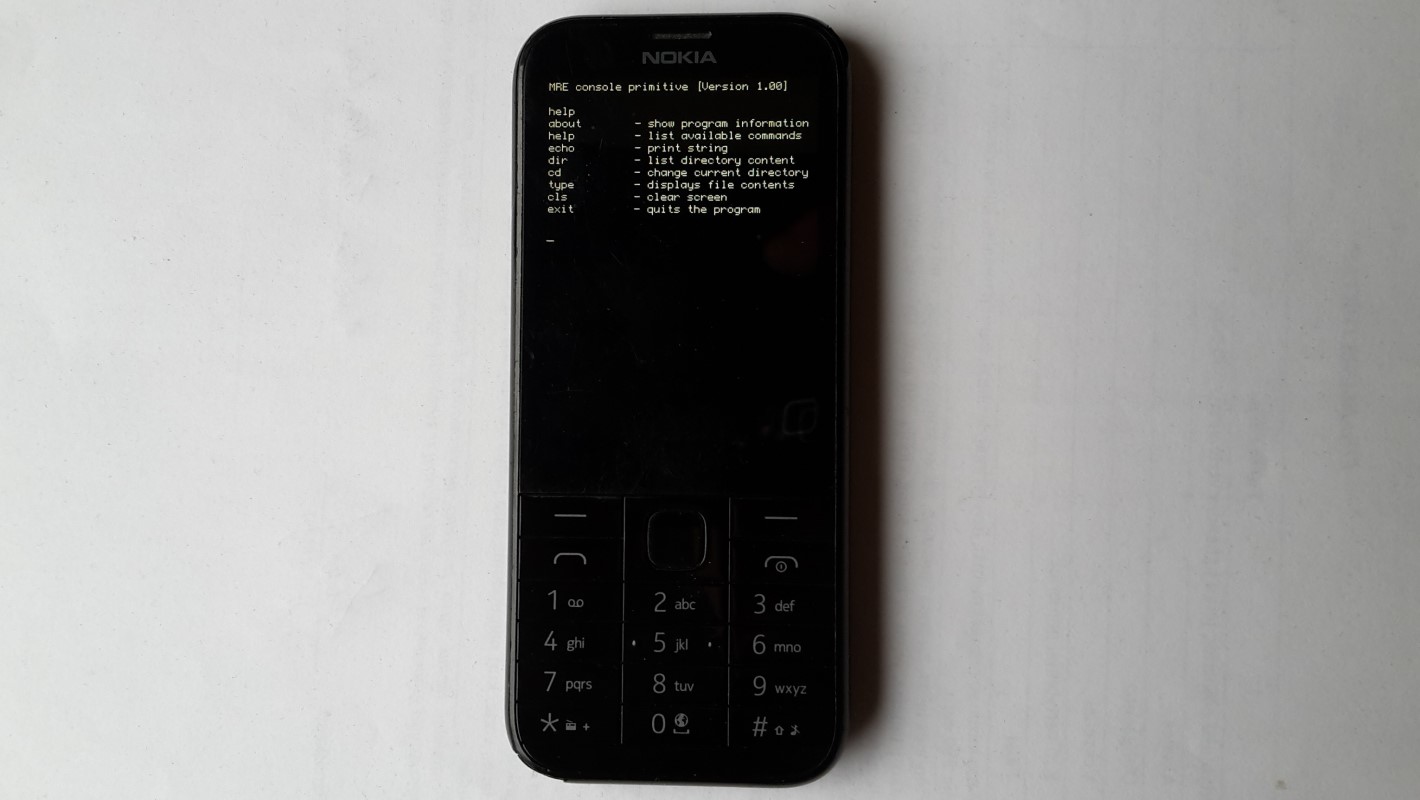 NOKIA
MRE console primitive [Version 1.00]
help
about - show program information
help - list available commands
echo - print string
dir - list directory content
cd - change current directory
type - displays file contents
cls - clear screen
exit - quits the program
_
1
2 abc
3 def
4 ghi
5 jkl
6 mno
7 pqrs
8 tuv
9 wxyz
* +
0
#